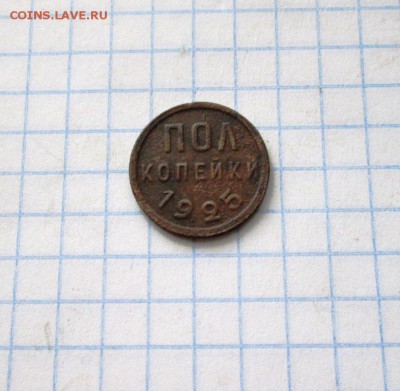 COINS.LAVE.RU
ПОЛ
КОПЕЙКИ
1925